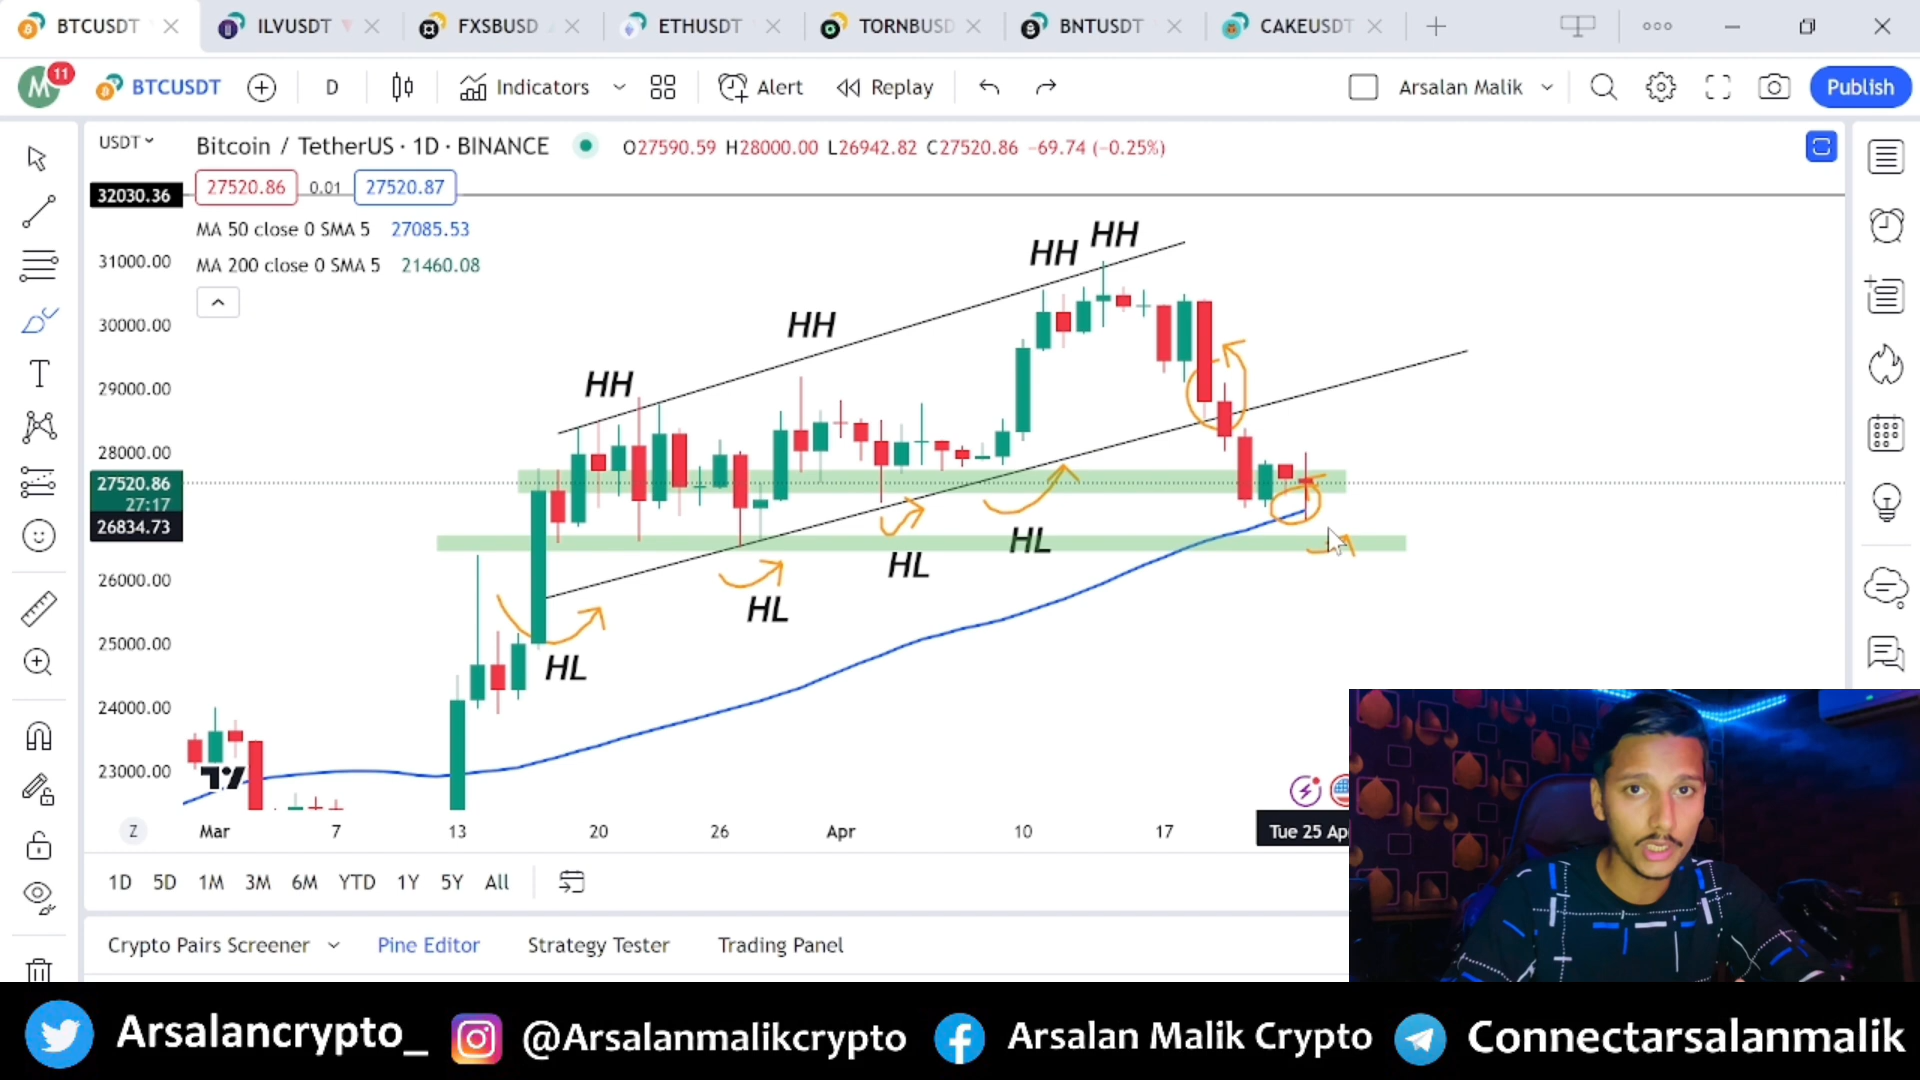 BTCUSDT
ILVUSDT
FXSBUSD
ETHUSDT
TORNBUSD
BNTUSDT
CAKEUSDT
M
11
BTCUSDT
D
Indicators
Alert
Replay
Arsalan Malik
Publish
USDT
Bitcoin / TetherUS · 1D · BINANCE
O27590.59 H28000.00 L26942.82 C27520.86 −69.74 (−0.25%)
32030.36
27520.86
0.01
27520.87
MA 50 close 0 SMA 5 27085.53
MA 200 close 0 SMA 5 21460.08
31000.00
30000.00
29000.00
28000.00
27520.86
27:17
26834.73
26000.00
25000.00
24000.00
23000.00
HH
HH
HH
HH
HL
HL
HL
HL
Z
Mar
7
13
20
26
Apr
10
17
Tue 25 Ap
1D
5D
1M
3M
6M
YTD
1Y
5Y
All
Crypto Pairs Screener
Pine Editor
Strategy Tester
Trading Panel
Arsalancrypto_
@Arsalanmalikcrypto
Arsalan Malik Crypto
Connectarsalanmalik